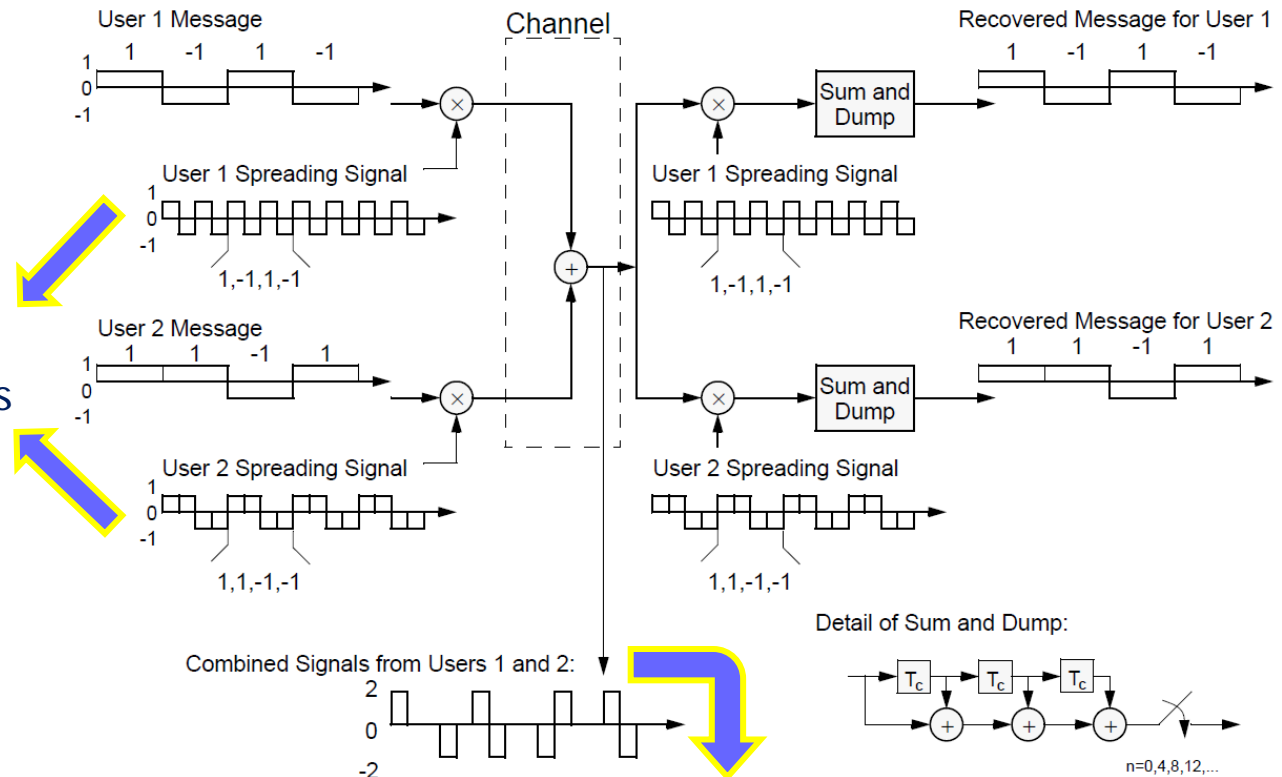 User 1 Message
1 -1 1 -1
1
0
-1
×
User 1 Spreading Signal
1
0
-1
1,-1,1,-1
s
User 2 Message
1 1 -1 1
1
0
-1
×
User 2 Spreading Signal
1
0
-1
1,1,-1,-1
Channel
+
Combined Signals from Users 1 and 2:
2
0
-2
×
Sum and
Dump
User 1 Spreading Signal
1,-1,1,-1
Recovered Message for User 1
1 -1 1 -1
×
Sum and
Dump
User 2 Spreading Signal
1,1,-1,-1
Recovered Message for User 2
1 1 -1 1
Detail of Sum and Dump:
Tc Tc Tc
+ + +
n=0,4,8,12,...